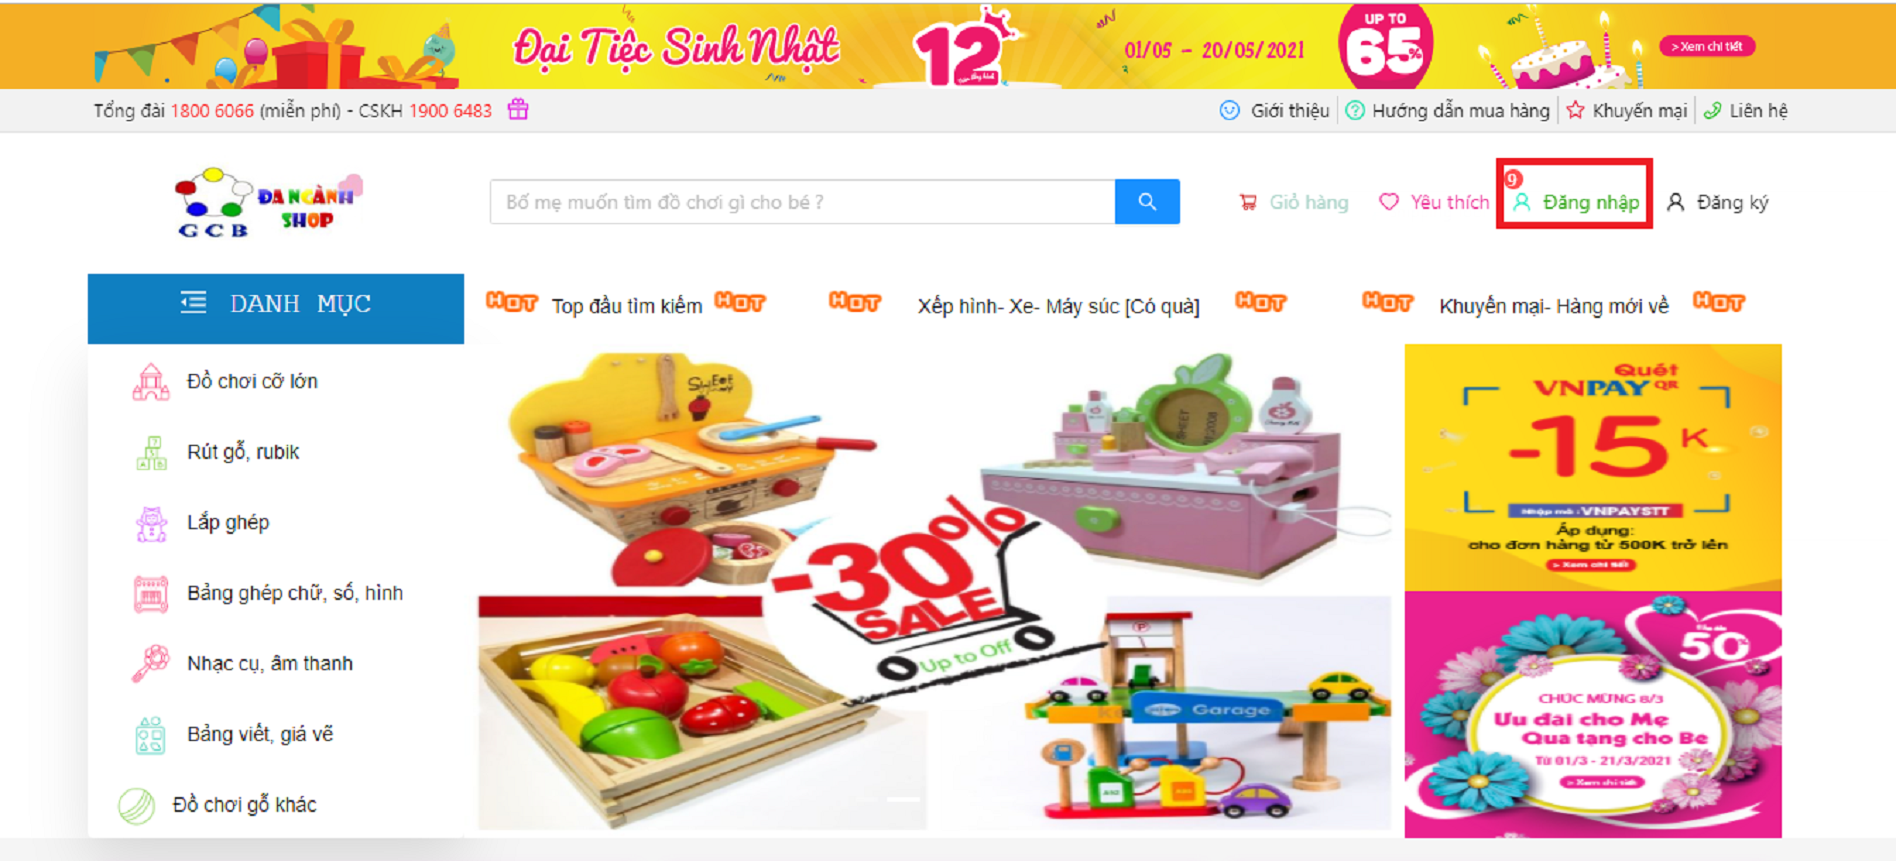 Đại Tiệc Sinh Nhật
12
01/05 - 20/05/2021
UP TO
65%
> Xem chi tiết
Tổng đài 1800 6066 (miễn phí) - CSKH 1900 6483
Giới thiệu
Hướng dẫn mua hàng
Khuyến mại
Liên hệ
ĐA NGÀNH
SHOP
GCB
Bố mẹ muốn tìm đồ chơi gì cho bé ?
Giỏ hàng
Yêu thích
9
Đăng nhập
Đăng ký
DANH MỤC
HOT Top đầu tìm kiếm HOT
HOT Xếp hình- Xe- Máy súc [Có quà] HOT
HOT Khuyến mại- Hàng mới về HOT
Đồ chơi cỡ lớn
Rút gỗ, rubik
Lắp ghép
Bảng ghép chữ, số, hình
Nhạc cụ, âm thanh
Bảng viết, giá vẽ
Đồ chơi gỗ khác
-30%
SALE
Up to Off
P
Garage
Quét
VNPAY QR
-15K
Nhập mã : VNPAYSTT
Áp dụng:
cho đơn hàng từ 500K trở lên
> Xem chi tiết
50%
CHÚC MỪNG 8/3
Ưu đãi cho Mẹ
Quà tặng cho Bé
Từ 01/3 - 21/3/2021
> Xem chi tiết